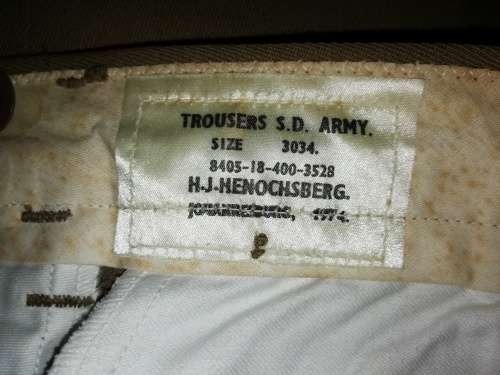 TROUSERS S.D. ARMY.
SIZE 3034.
8405-18-400-3528
H.J-HENOCHSBERG.
JOHANNESBURG, 1974.